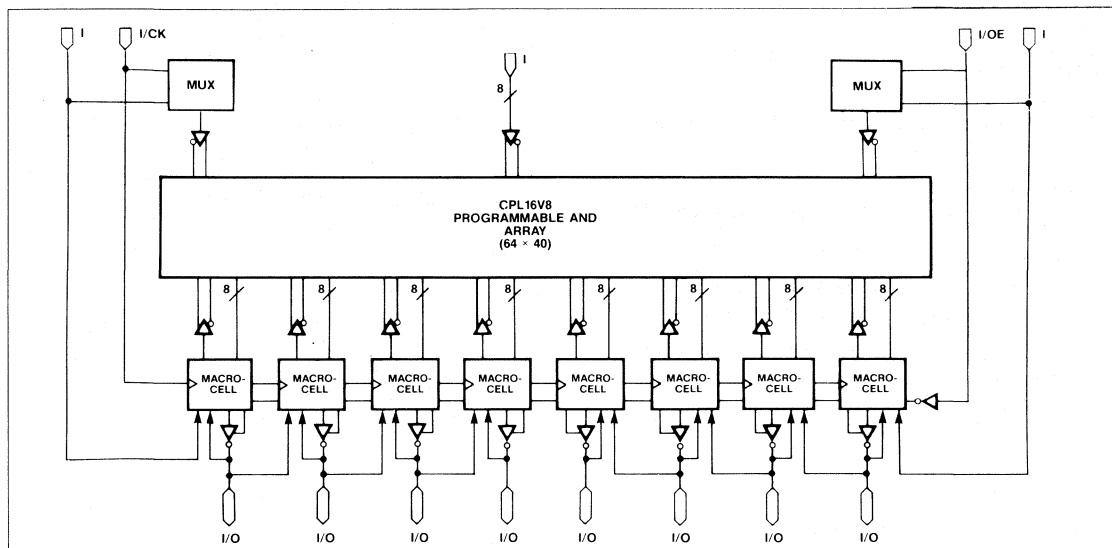 I I/CK I I/OE I
MUX MUX
8
CPL16V8
PROGRAMMABLE AND
ARRAY
(64 × 40)
8 8 8 8 8 8 8 8
MACRO-
CELL
MACRO-
CELL
MACRO-
CELL
MACRO-
CELL
MACRO-
CELL
MACRO-
CELL
MACRO-
CELL
MACRO-
CELL
I/O I/O I/O I/O I/O I/O I/O I/O